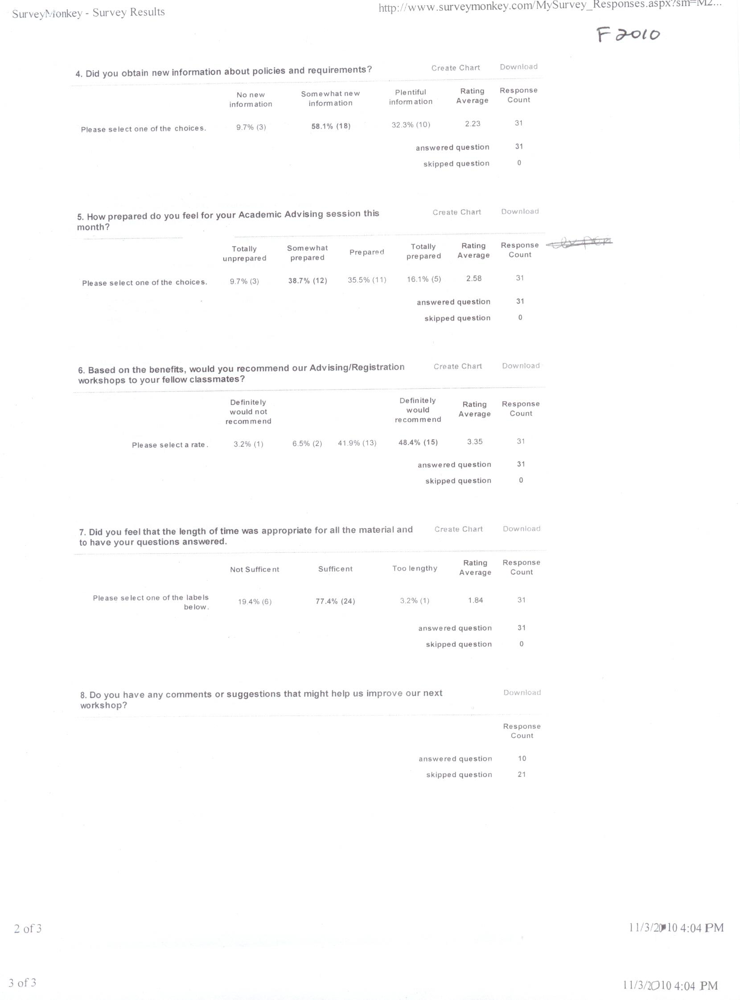 SurveyMonkey - Survey Results
http://www.surveymonkey.com/MySurvey_Responses.aspx?sm=M2...
F 2010
4. Did you obtain new information about policies and requirements?
Create Chart Download
No new Somewhat new Plentiful Rating Response
information information information Average Count
Please select one of the choices. 9.7% (3) 58.1% (18) 32.3% (10) 2.23 31
answered question 31
skipped question 0
5. How prepared do you feel for your Academic Advising session this
month?
Create Chart Download
Totally Somewhat Prepared Totally Rating Response
unprepared prepared prepared Average Count
Please select one of the choices. 9.7% (3) 38.7% (12) 35.5% (11) 16.1% (5) 2.58 31
answered question 31
skipped question 0
6. Based on the benefits, would you recommend our Advising/Registration
workshops to your fellow classmates?
Create Chart Download
Definitely Definitely Rating Response
would not would Average Count
recommend recommend
Please select a rate. 3.2% (1) 6.5% (2) 41.9% (13) 48.4% (15) 3.35 31
answered question 31
skipped question 0
7. Did you feel that the length of time was appropriate for all the material and
to have your questions answered.
Create Chart Download
Not Sufficent Sufficent Too lengthy Rating Response
Average Count
Please select one of the labels
below. 19.4% (6) 77.4% (24) 3.2% (1) 1.84 31
answered question 31
skipped question 0
8. Do you have any comments or suggestions that might help us improve our next
workshop?
Download
Response
Count
answered question 10
skipped question 21
2 of 3
11/3/2010 4:04 PM
3 of 3
11/3/2010 4:04 PM